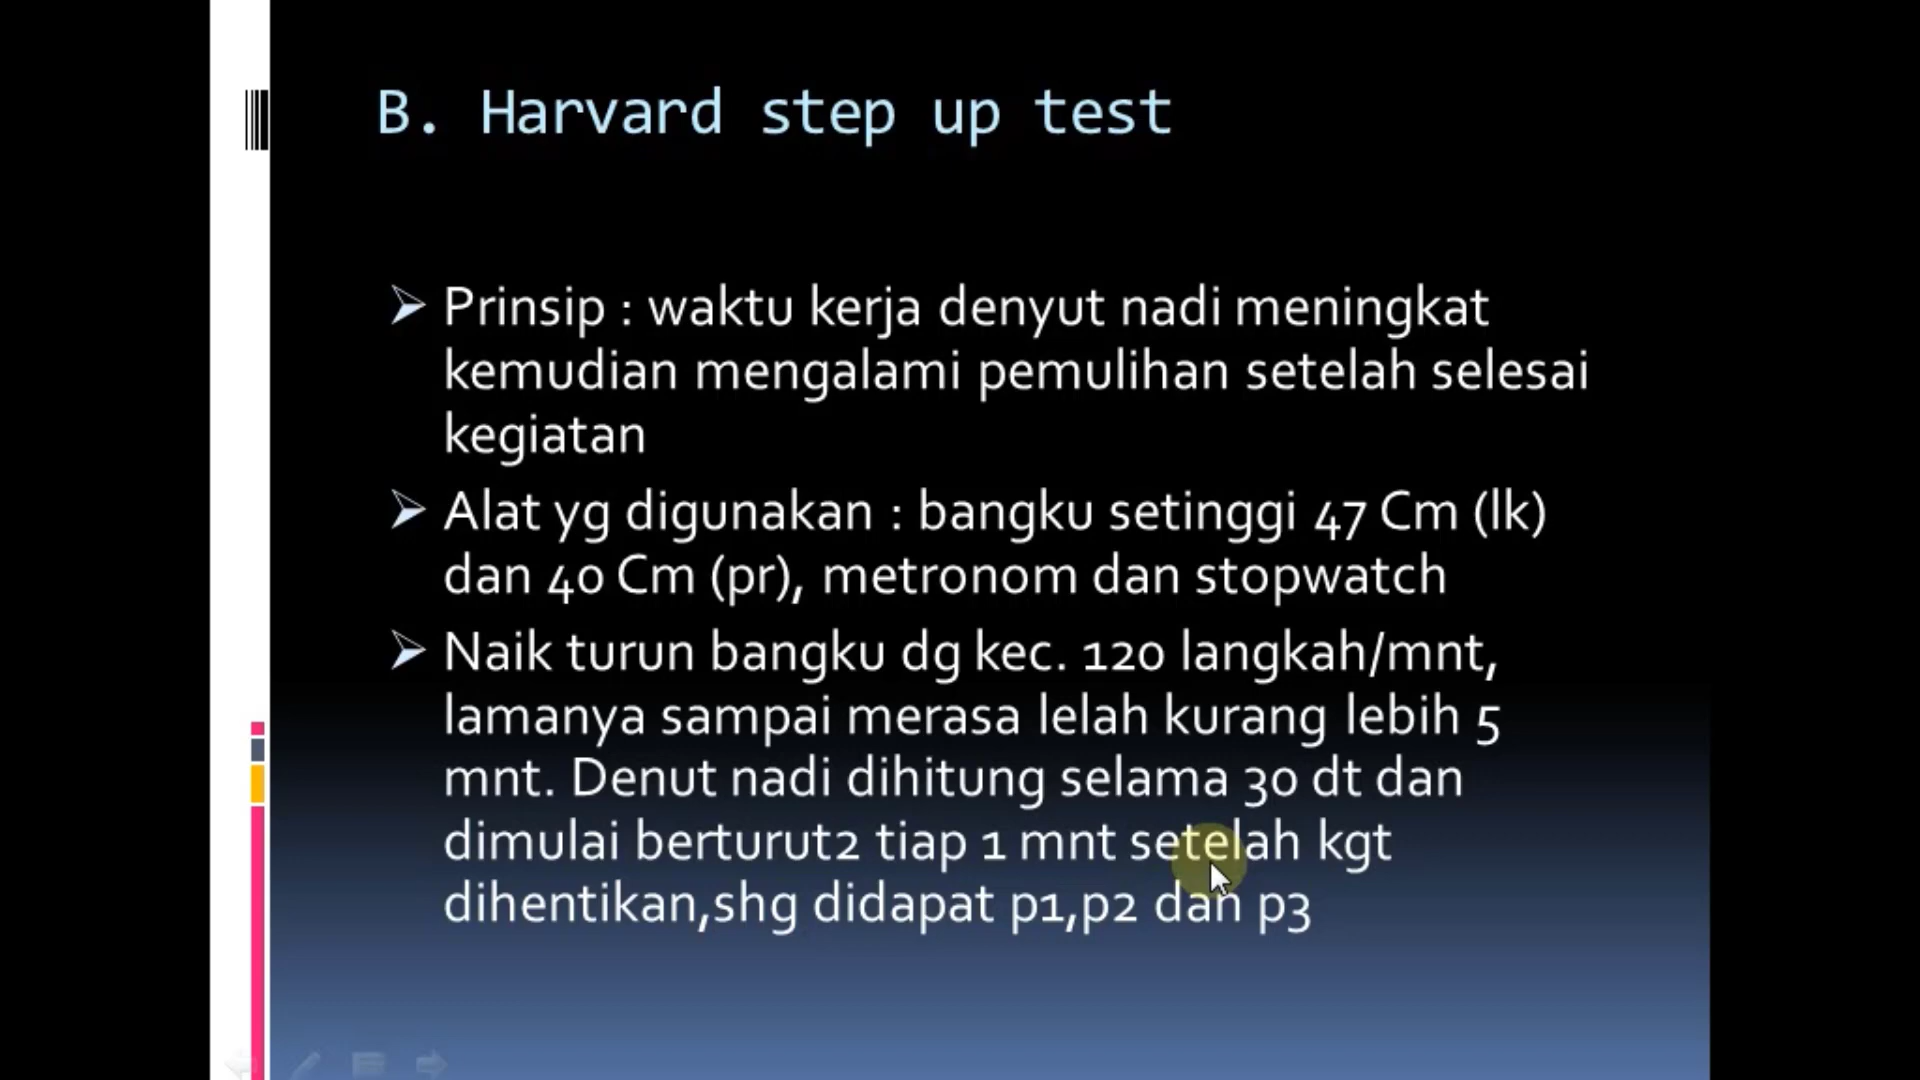 B. Harvard step up test
Prinsip : waktu kerja denyut nadi meningkat
kemudian mengalami pemulihan setelah selesai
kegiatan
Alat yg digunakan : bangku setinggi 47 Cm (lk)
dan 40 Cm (pr), metronom dan stopwatch
Naik turun bangku dg kec. 120 langkah/mnt,
lamanya sampai merasa lelah kurang lebih 5
mnt. Denut nadi dihitung selama 30 dt dan
dimulai berturut2 tiap 1 mnt setelah kgt
dihentikan,shg didapat p1,p2 dan p3